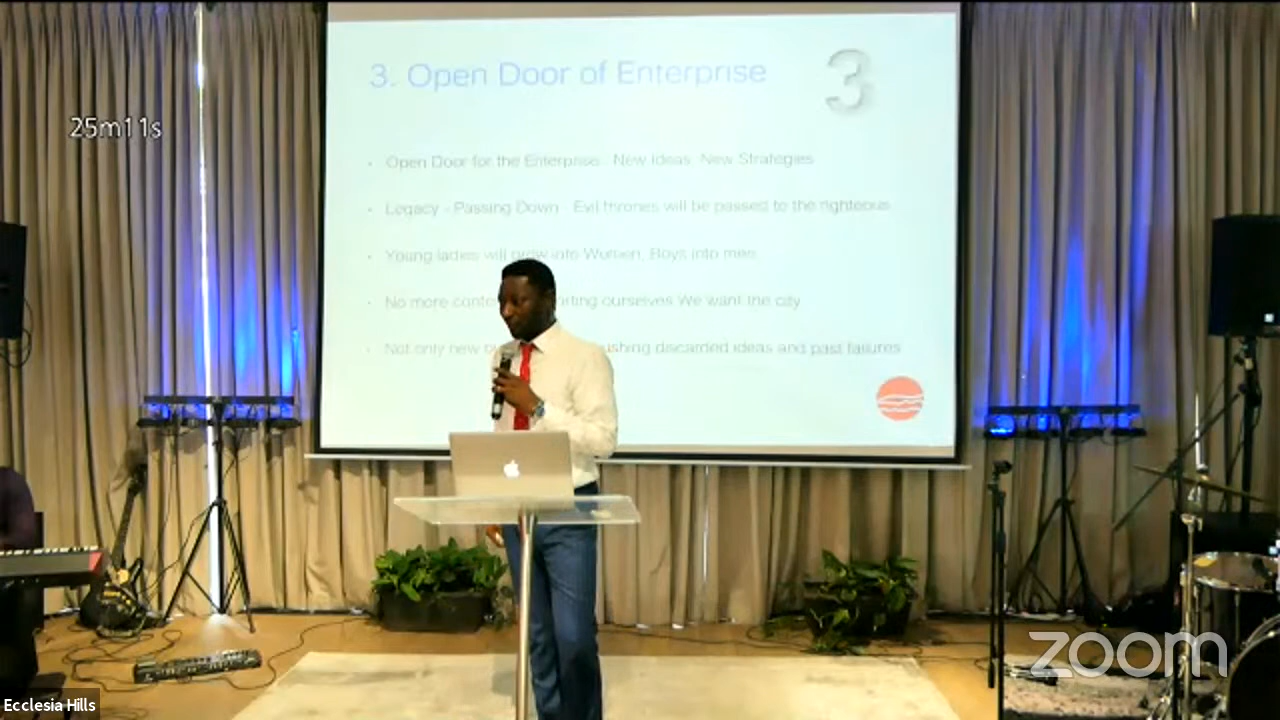 3. Open Door of Enterprise
3
25m11s
Open Door for the Enterprise. New Ideas. New Strategies
Legacy - Passing Down - Evil thrones will be passed to the righteous
Young ladies will grow into Women, Boys into men
No more ourselves We want the city
Not only new discarded ideas and past failures
zoom
Ecclesia Hills